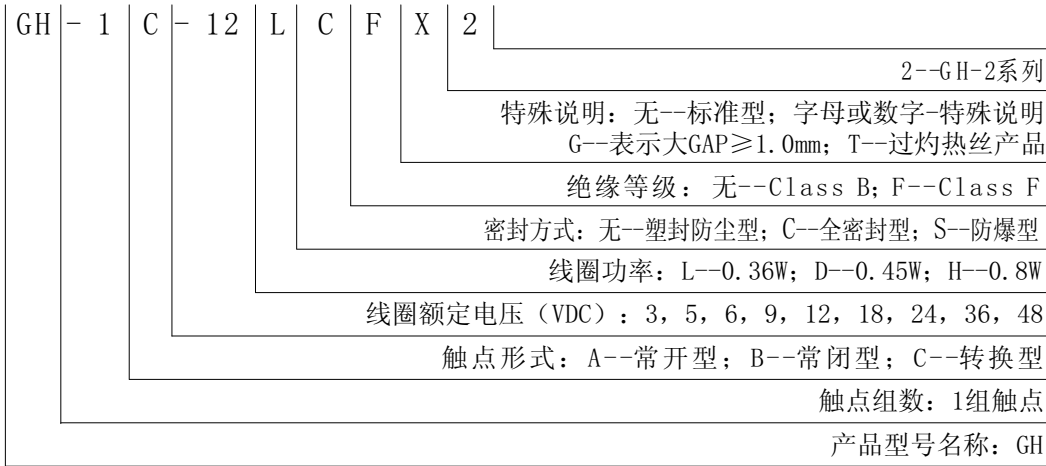 GH - 1 C - 12 L C F X 2
2--GH-2系列
特殊说明：无--标准型；字母或数字-特殊说明
G--表示大GAP≥1.0mm；T--过灼热丝产品
绝缘等级：无--Class B；F--Class F
密封方式：无--塑封防尘型；C--全密封型；S--防爆型
线圈功率：L--0.36W；D--0.45W；H--0.8W
线圈额定电压（VDC）：3，5，6，9，12，18，24，36，48
触点形式：A--常开型；B--常闭型；C--转换型
触点组数：1组触点
产品型号名称：GH